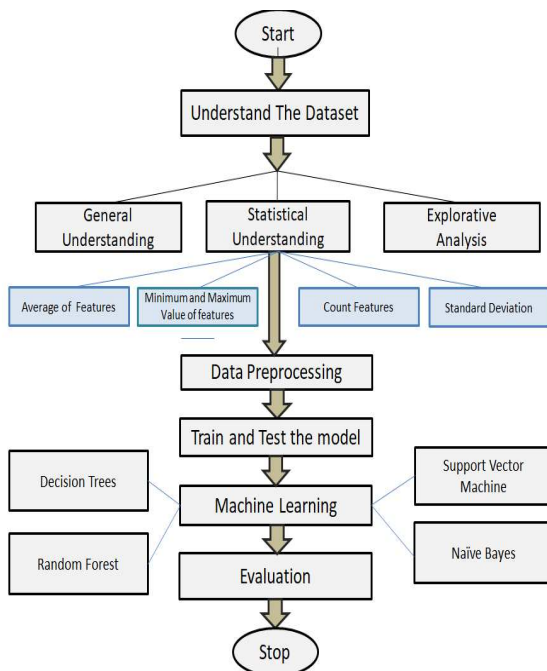 Start
Understand The Dataset
General
Understanding
Statistical
Understanding
Explorative
Analysis
Average of Features
Minimum and Maximum
Value of features
Count Features
Standard Deviation
Data Preprocessing
Train and Test the model
Decision Trees
Support Vector
Machine
Machine Learning
Random Forest
Naïve Bayes
Evaluation
Stop